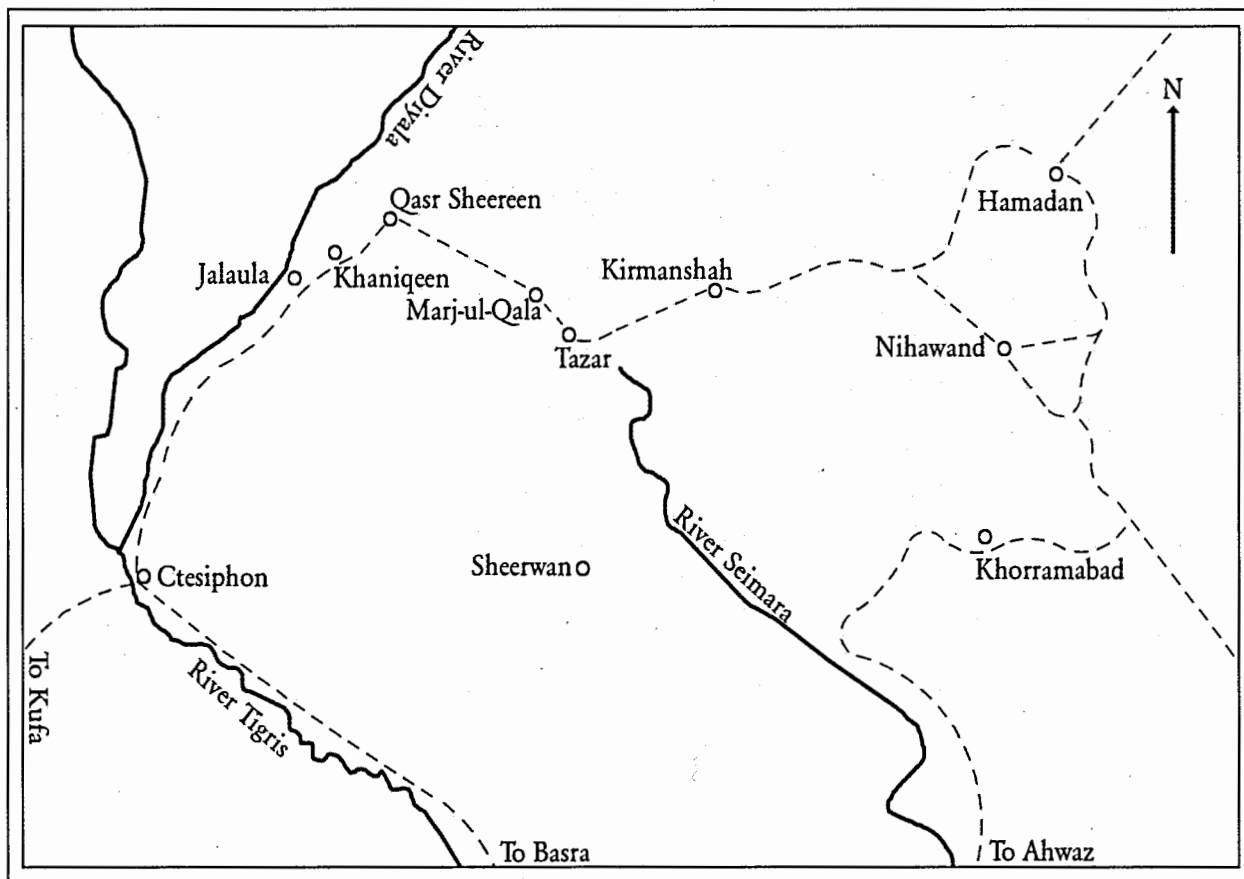 River Diyala
N
Hamadan
Qasr Sheereen
Jalaula
Khaniqeen
Kirmanshah
Marj-ul-Qala
Tazar
Nihawand
Ctesiphon
Sheerwan
River Seimara
Khorramabad
To Kufa
River Tigris
To Basra
To Ahwaz